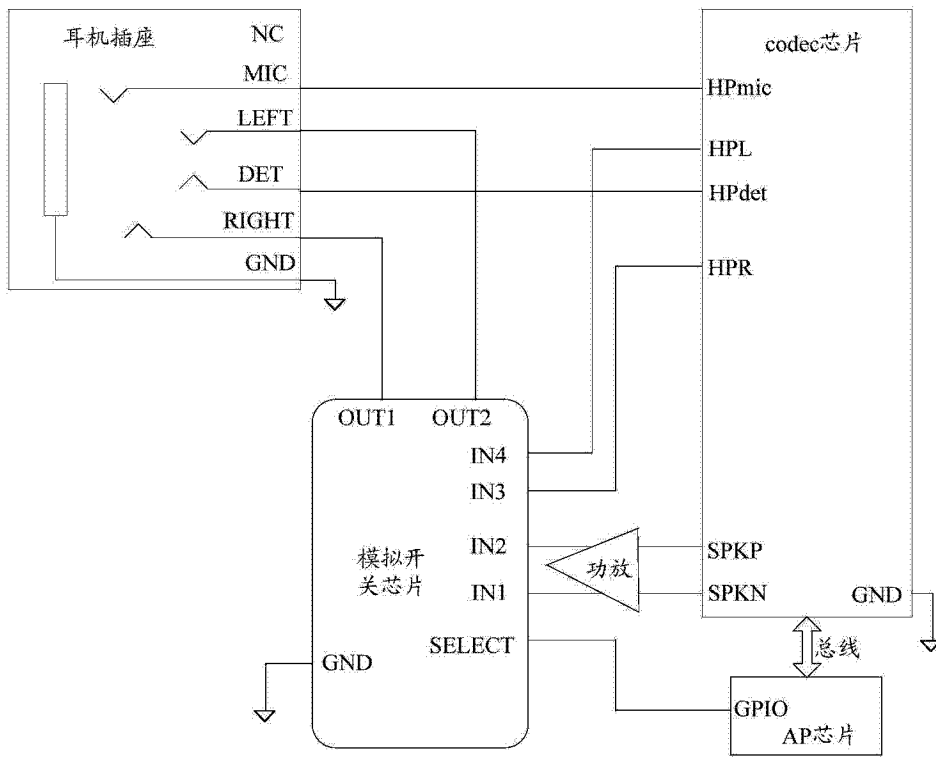 耳机插座
NC
MIC
LEFT
DET
RIGHT
GND
codec芯片
HPmic
HPL
HPdet
HPR
SPKP
SPKN
GND
OUT1
OUT2
IN4
IN3
IN2
IN1
SELECT
模拟开
关芯片
GND
功放
总线
GPIO
AP芯片